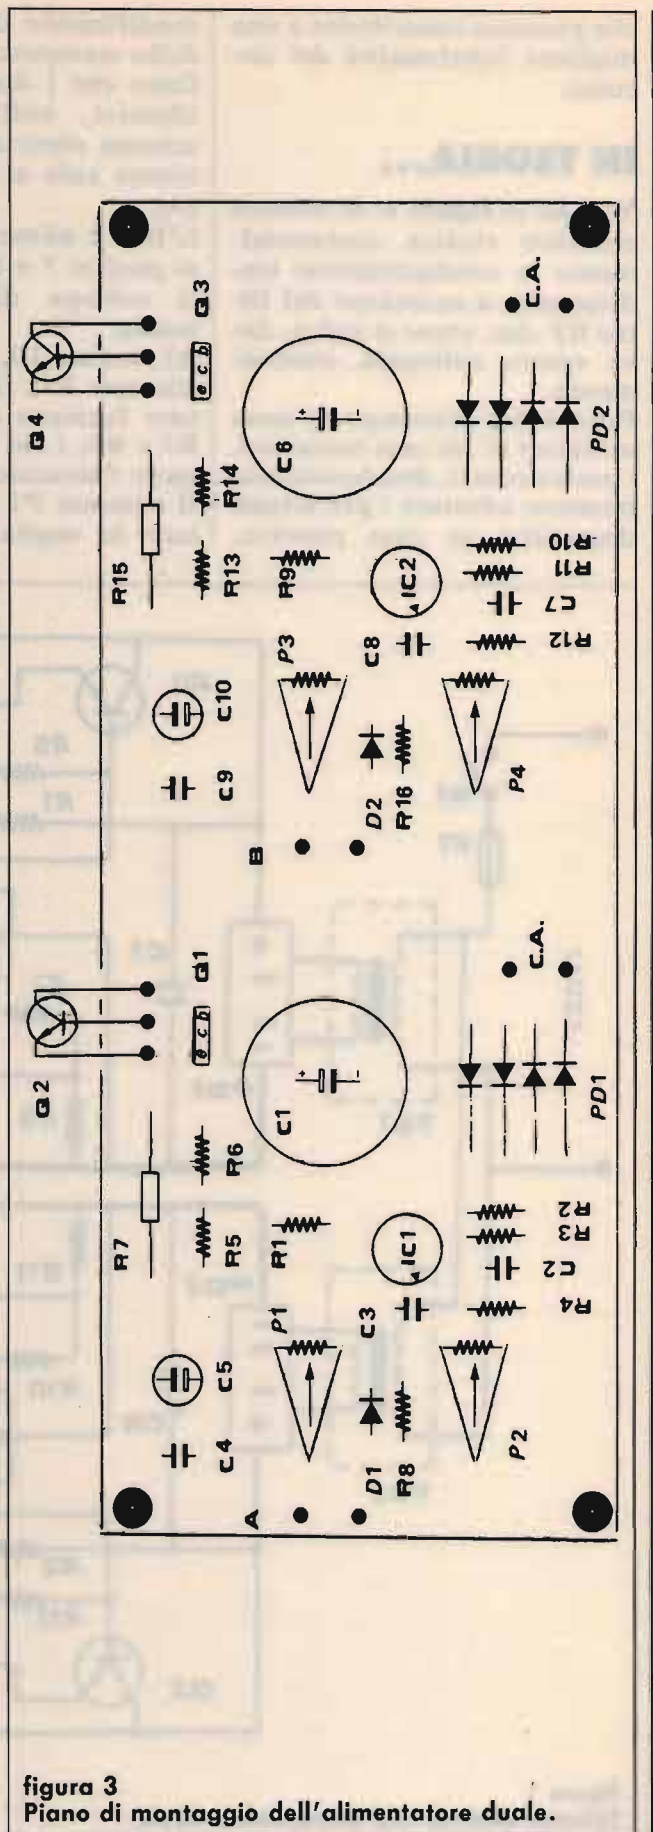 Q4
Q3
e c b
C.A.
C6
PD2
R15
R14
R13
R9
IC2
R10
R11
C7
R12
P3
C8
C10
C9
D2
R16
P4
B
Q2
Q1
e c b
C.A.
C1
PD1
R7
R6
R5
R1
IC1
R2
R3
C2
R4
P1
C3
C5
C4
D1
R8
P2
A
figura 3
Piano di montaggio dell'alimentatore duale.